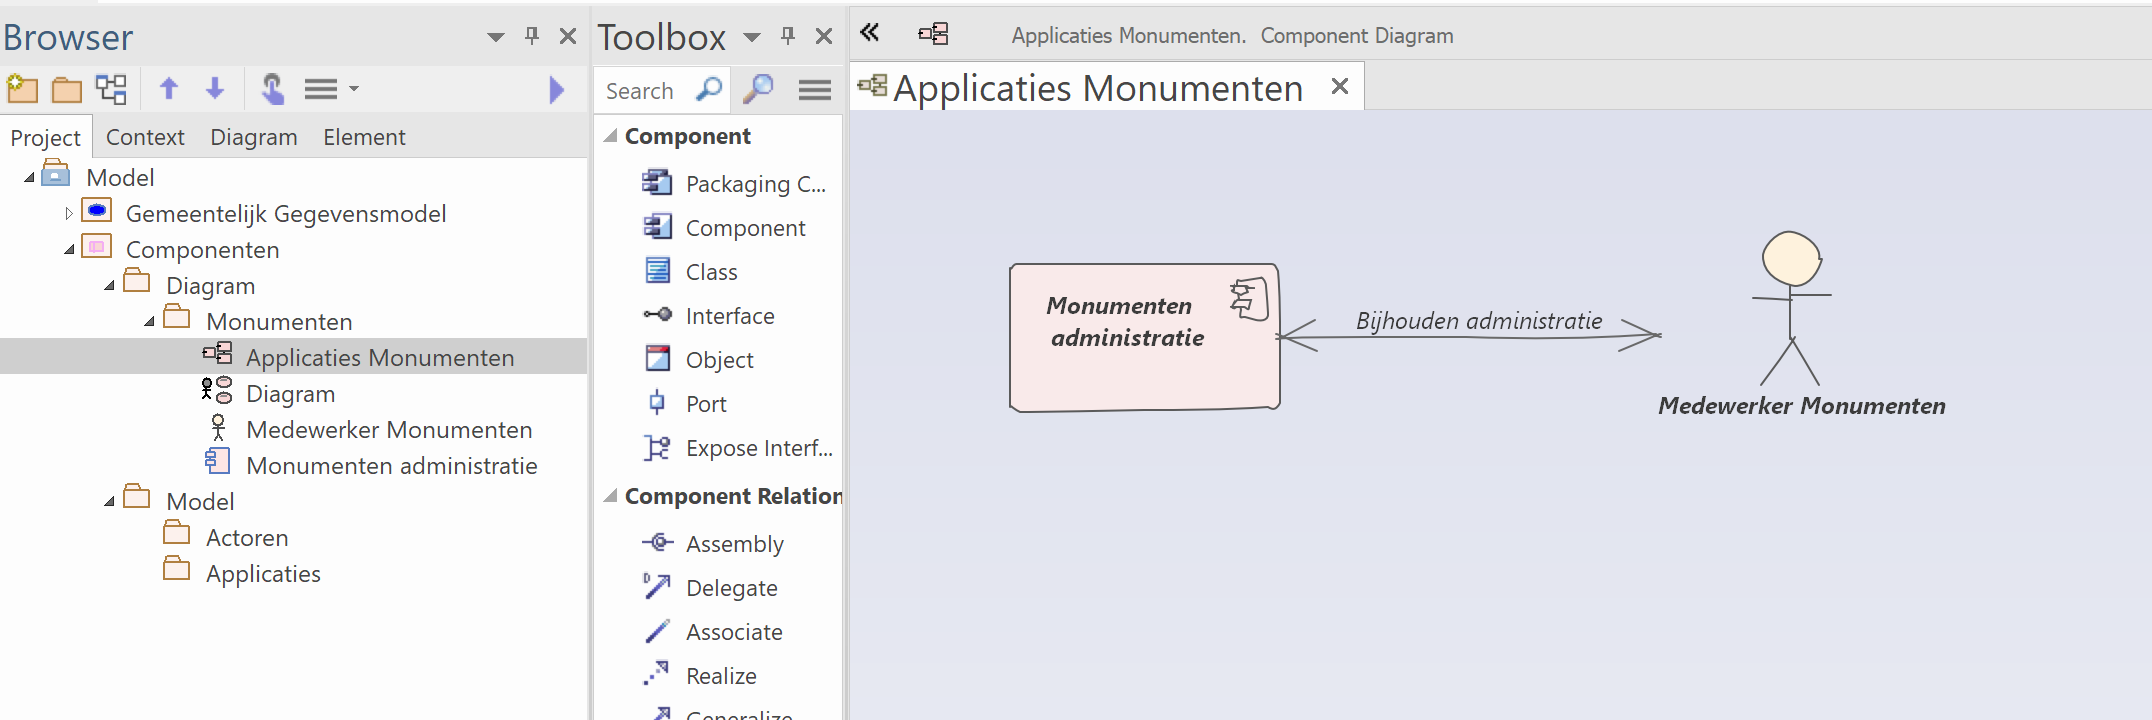 Browser
Project Context Diagram Element
Model
Gemeentelijk Gegevensmodel
Componenten
Diagram
Monumenten
Applicaties Monumenten
Diagram
Medewerker Monumenten
Monumenten administratie
Model
Actoren
Applicaties
Toolbox
Search
Component
Packaging C...
Component
Class
Interface
Object
Port
Expose Interf...
Component Relation
Assembly
Delegate
Associate
Realize
Generalize
Applicaties Monumenten. Component Diagram
Applicaties Monumenten
Monumenten
administratie
Bijhouden administratie
Medewerker Monumenten